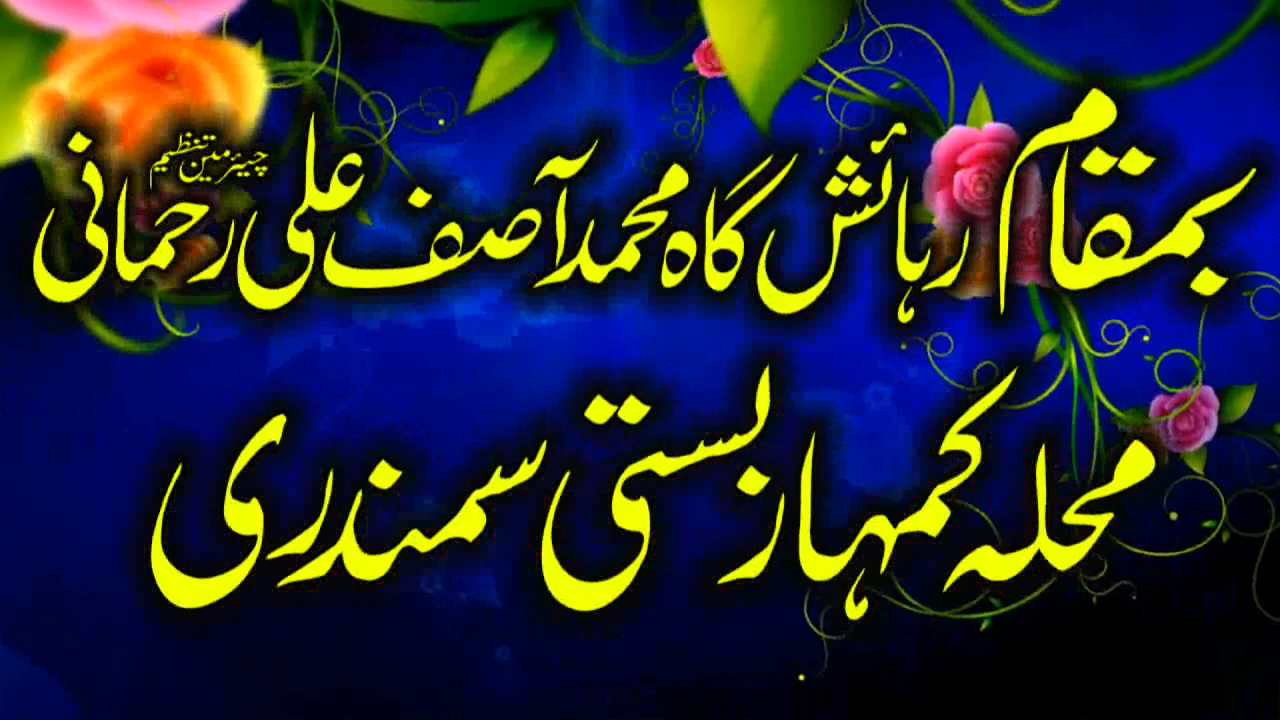 بمقام رہائش گاہ محمد آصف علی رحمانی چیئرمین تنظیم
محلہ کمہار بستی سمندری